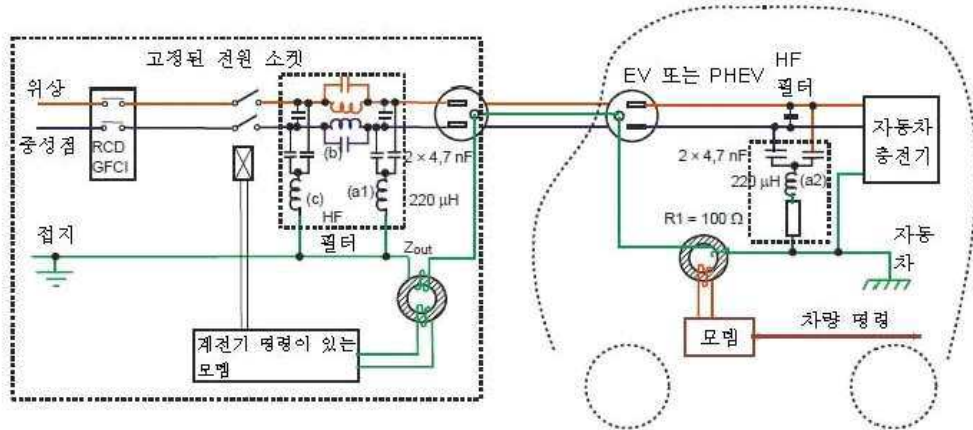 고정된 전원 소켓
위상
중성점
RCD
GFCI
(b)
2 × 4,7 nF
(c)
(a1)
220 μH
HF
필터
접지
Zout
계전기 명령이 있는
모뎀
EV 또는 PHEV
HF
필터
자동차
충전기
2 × 4,7 nF
220 μH
(a2)
R1 = 100 Ω
자동
차
모뎀
차량 명령